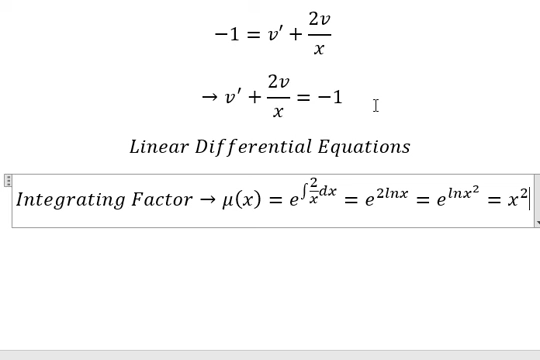 −1 = v′ + 2v/x
→ v′ + 2v/x = −1
Linear Differential Equations
Integrating Factor → μ(x) = e^{∫2/x dx} = e^{2lnx} = e^{lnx²} = x²